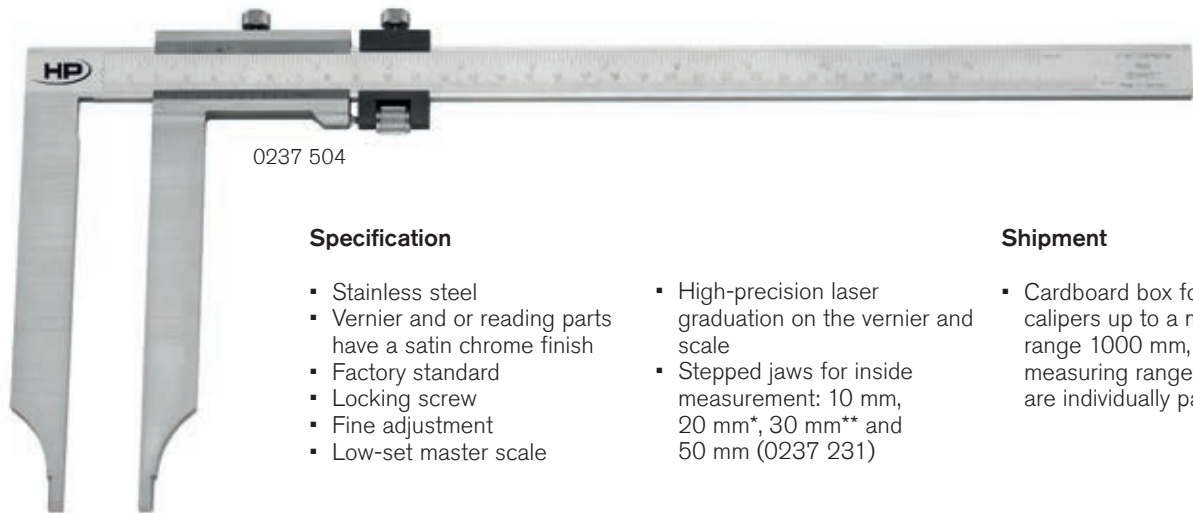 HP
0237 504
Specification
▪ Stainless steel
▪ Vernier and or reading parts
have a satin chrome finish
▪ Factory standard
▪ Locking screw
▪ Fine adjustment
▪ Low-set master scale
▪ High-precision laser
graduation on the vernier and
scale
▪ Stepped jaws for inside
measurement: 10 mm,
20 mm*, 30 mm** and
50 mm (0237 231)
Shipment
▪ Cardboard box fo
calipers up to a m
range 1000 mm,
measuring range
are individually pa